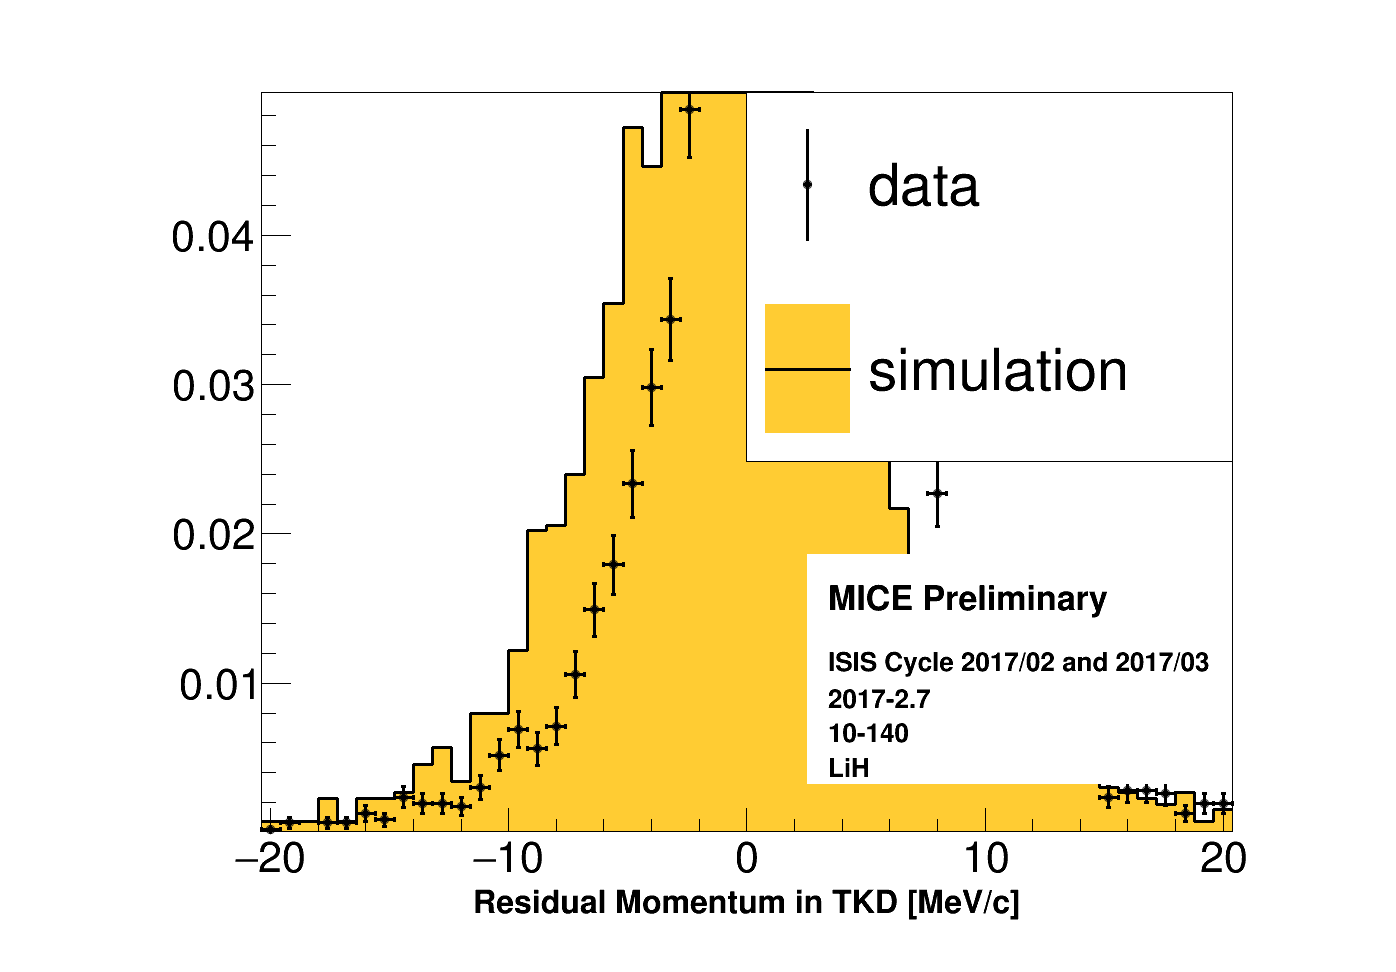 data
simulation
0.04
0.03
0.02
0.01
MICE Preliminary
ISIS Cycle 2017/02 and 2017/03
2017-2.7
10-140
LiH
−20 −10 0 10 20
Residual Momentum in TKD [MeV/c]